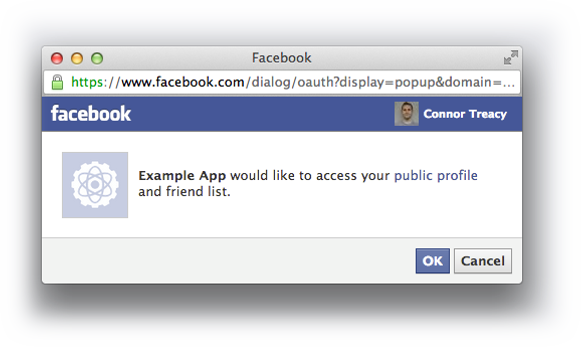 Facebook
https://www.facebook.com/dialog/oauth?display=popup&domain=...
facebook
Connor Treacy
Example App would like to access your public profile
and friend list.
OK
Cancel